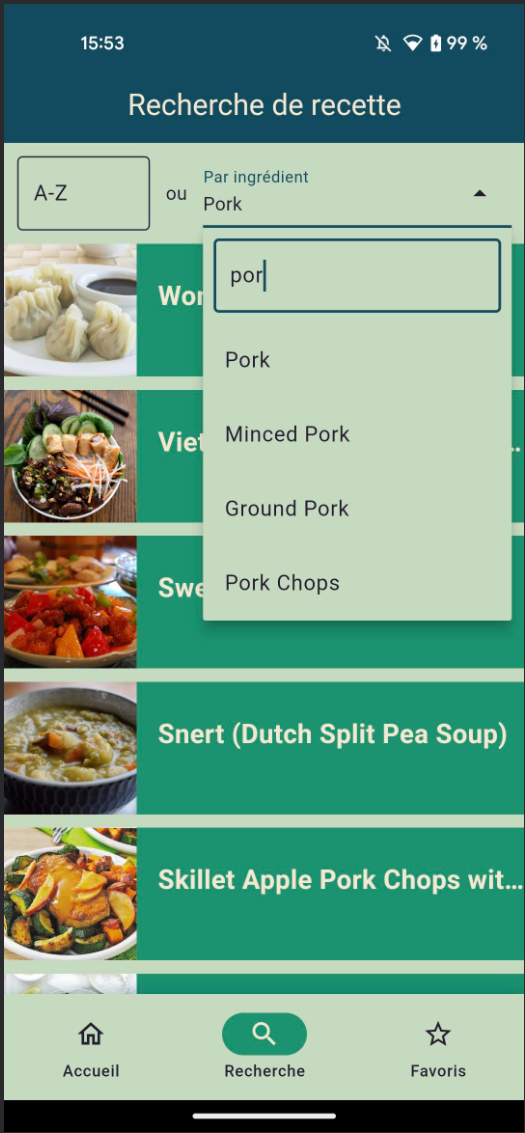 15:53
99 %
Recherche de recette
A-Z
ou
Par ingrédient
Pork
por
Pork
Minced Pork
Ground Pork
Pork Chops
Wo
Viet
...
Swe
Snert (Dutch Split Pea Soup)
Skillet Apple Pork Chops wit...
Accueil
Recherche
Favoris